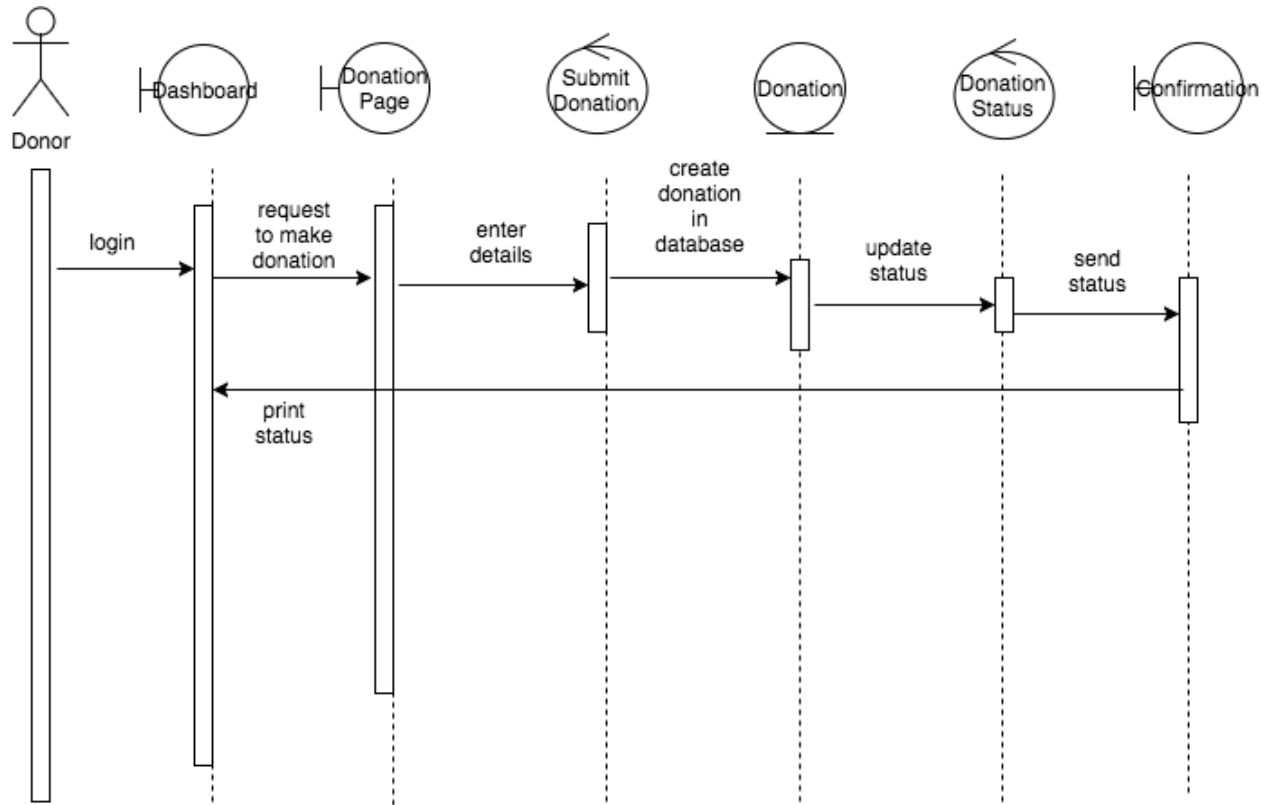 Donor
Dashboard
Donation
Page
Submit
Donation
Donation
Donation
Status
Confirmation
login
request
to make
donation
enter
details
create
donation
in
database
update
status
send
status
print
status